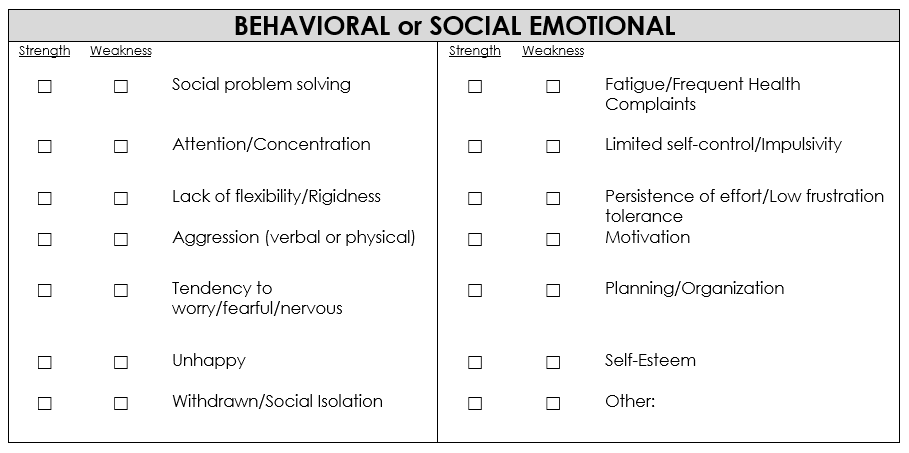 BEHAVIORAL or SOCIAL EMOTIONAL
Strength Weakness
☐ ☐ Social problem solving
☐ ☐ Attention/Concentration
☐ ☐ Lack of flexibility/Rigidness
☐ ☐ Aggression (verbal or physical)
☐ ☐ Tendency to
worry/fearful/nervous
☐ ☐ Unhappy
☐ ☐ Withdrawn/Social Isolation
Strength Weakness
☐ ☐ Fatigue/Frequent Health
Complaints
☐ ☐ Limited self-control/Impulsivity
☐ ☐ Persistence of effort/Low frustration
tolerance
☐ ☐ Motivation
☐ ☐ Planning/Organization
☐ ☐ Self-Esteem
☐ ☐ Other: